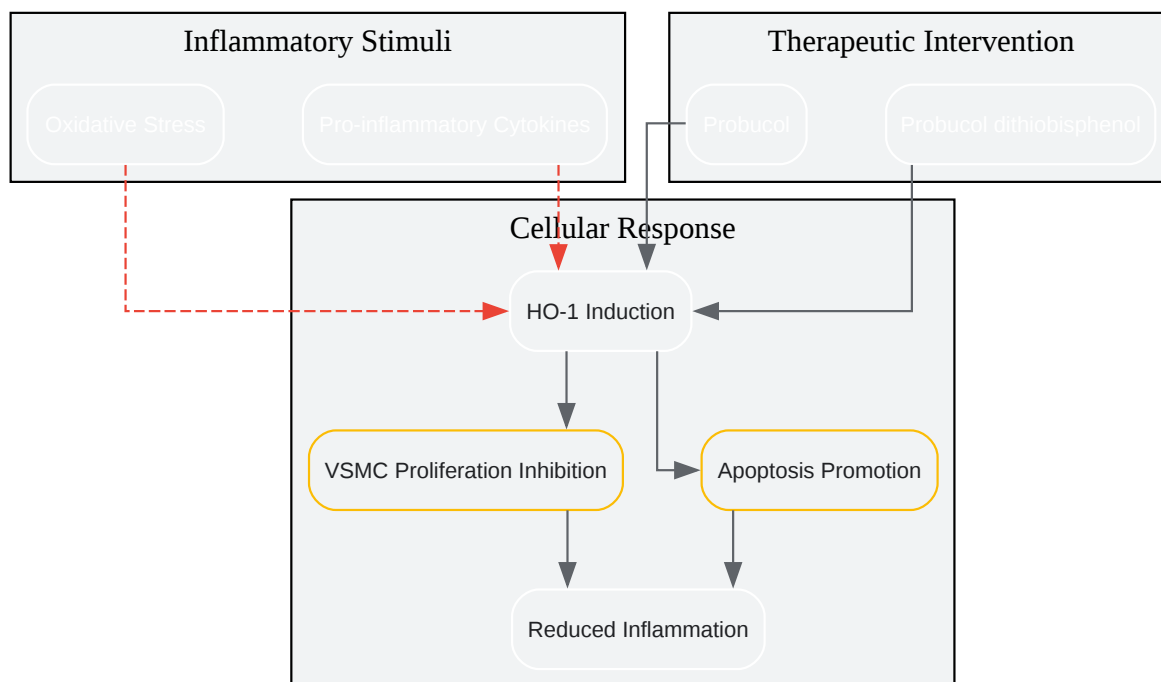 Inflammatory Stimuli
Therapeutic Intervention
Oxidative Stress
Pro-inflammatory Cytokines
Probucol
Probucol dithiobisphenol
Cellular Response
HO-1 Induction
VSMC Proliferation Inhibition
Apoptosis Promotion
Reduced Inflammation